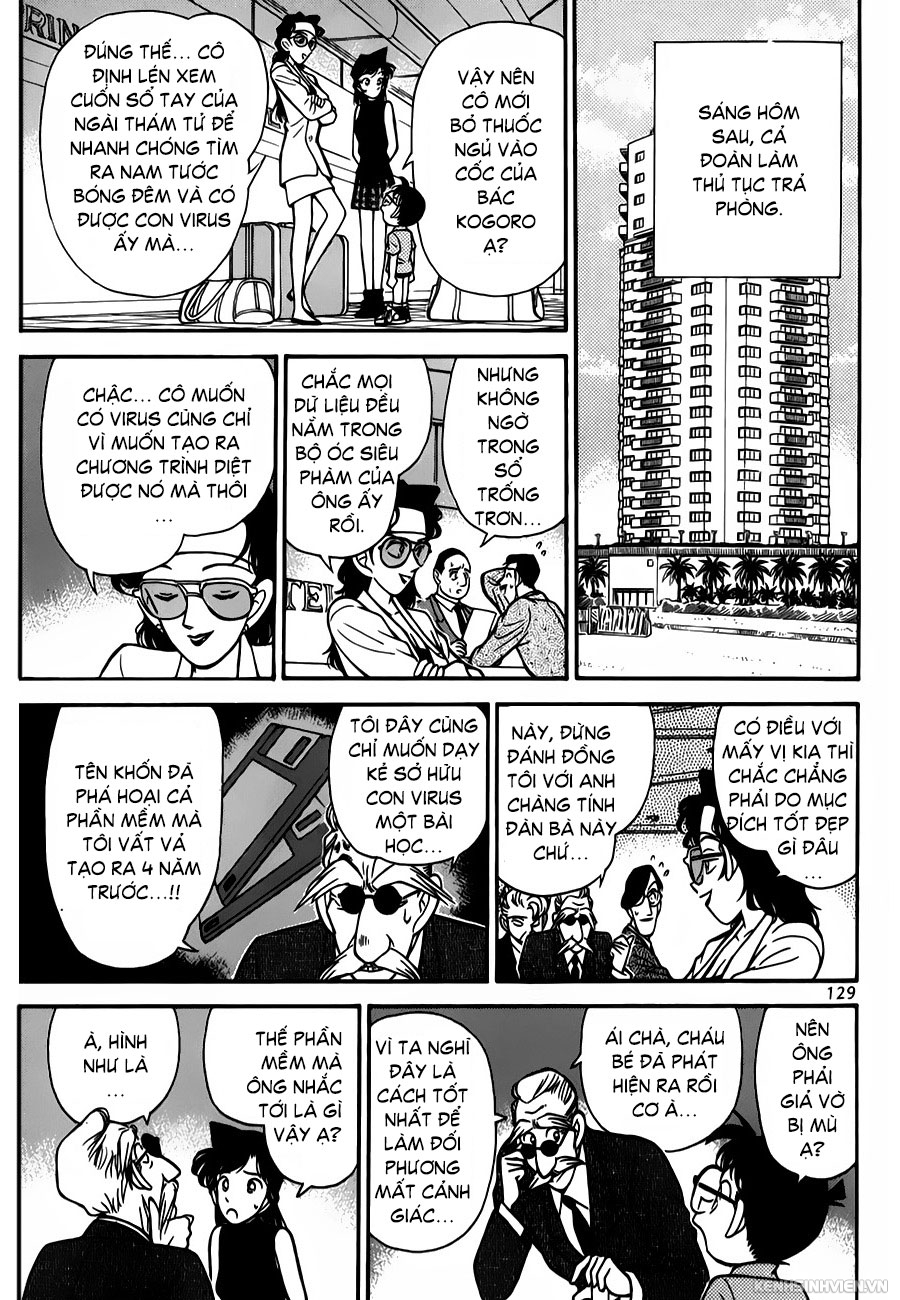 SÁNG HÔM
SAU, CẢ
ĐOÀN LÀM
THỦ TỤC TRẢ
PHÒNG.
VẬY NÊN
CÔ MỚI
BỎ THUỐC
NGỦ VÀO
CỐC CỦA
BÁC
KOGORO
Ạ?
ĐÚNG THẾ... CÔ
ĐỊNH LÉN XEM
CUỐN SỔ TAY CỦA
NGÀI THÁM TỬ ĐỂ
NHANH CHÓNG TÌM
RA NAM TƯỚC
BÓNG ĐÊM VÀ CÓ
ĐƯỢC CON VIRUS
ẤY MÀ...
RIN
NHƯNG
KHÔNG
NGỜ
TRONG
SỔ
TRỐNG
TRƠN...
CHẮC MỌI
DỮ LIỆU ĐỀU
NẰM TRONG
BỘ ÓC SIÊU
PHÀM CỦA
ÔNG ẤY
RỒI.
TEL
CHẬC... CÔ MUỐN
CÓ VIRUS CŨNG CHỈ
VÌ MUỐN TẠO RA
CHƯƠNG TRÌNH DIỆT
ĐƯỢC NÓ MÀ THÔI
...
CÓ ĐIỀU VỚI
MẤY VỊ KIA THÌ
CHẮC CHẲNG
PHẢI DO MỤC
ĐÍCH TỐT ĐẸP
GÌ ĐÂU
...
NÀY, ĐỪNG
ĐÁNH ĐỒNG
TÔI VỚI ANH
CHÀNG TÍNH
ĐÀN BÀ NÀY
CHỨ...
TÔI ĐÂY CŨNG
CHỈ MUỐN DẠY
KẺ SỞ HỮU
CON VIRUS
MỘT BÀI
HỌC...
TÊN KHỐN ĐÃ
PHÁ HOẠI CẢ
PHẦN MỀM MÀ
TÔI VẤT VẢ
TẠO RA 4 NĂM
TRƯỚC...!!
129
NÊN
ÔNG
PHẢI
GIẢ VỜ
BỊ MÙ
Ạ?
ÁI CHÀ, CHÁU
BÉ ĐÃ PHÁT
HIỆN RA RỒI
CƠ À...
VÌ TA NGHĨ
ĐÂY LÀ
CÁCH TỐT
NHẤT ĐỂ
LÀM ĐỐI
PHƯƠNG
MẤT CẢNH
GIÁC...
THẾ PHẦN
MỀM MÀ
ÔNG NHẮC
TỚI LÀ GÌ
VẬY Ạ?
À, HÌNH
NHƯ LÀ
...
KENHSINHVIEN.VN